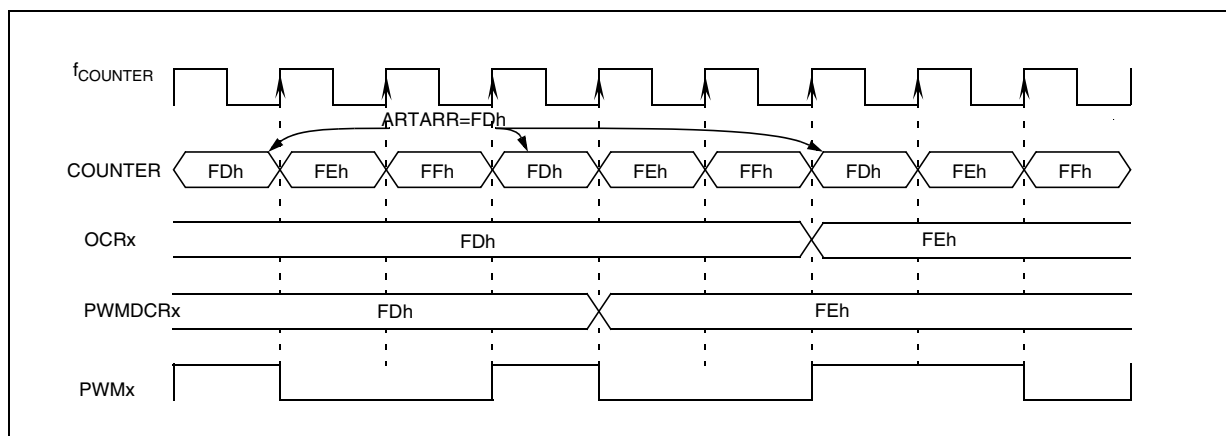 fCOUNTER
ARTARR=FDh
COUNTER FDh FEh FFh FDh FEh FFh FDh FEh FFh
OCRx FDh FEh
PWMDCRx FDh FEh
PWMx